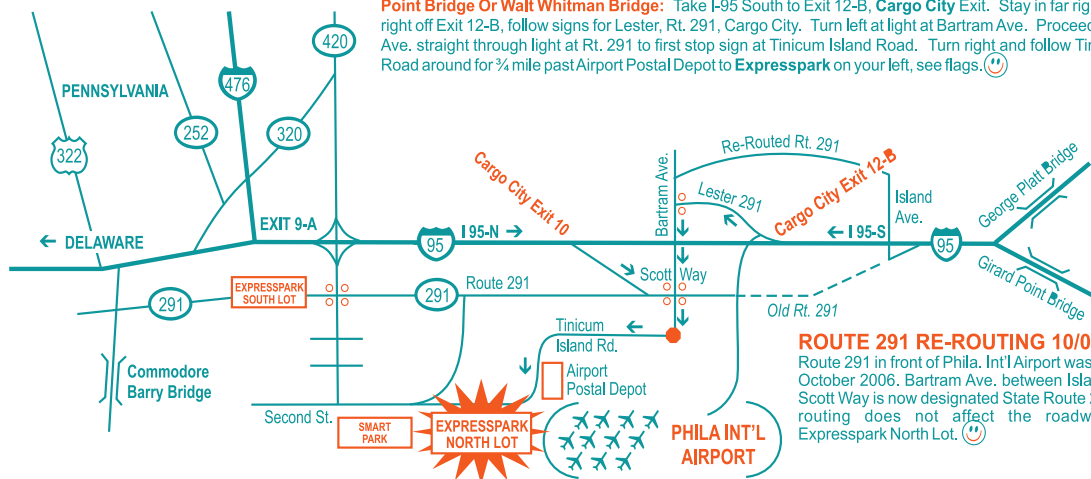 Point Bridge Or Walt Whitman Bridge: Take I-95 South to Exit 12-B, Cargo City Exit. Stay in far rig
right off Exit 12-B, follow signs for Lester, Rt. 291, Cargo City. Turn left at light at Bartram Ave. Proceed
Ave. straight through light at Rt. 291 to first stop sign at Tinicum Island Road. Turn right and follow Tin
Road around for ¾ mile past Airport Postal Depot to Expresspark on your left, see flags.
420
PENNSYLVANIA
476
252
320
322
Re-Routed Rt. 291
Bartram Ave.
Lester 291
Cargo City Exit 10
Cargo City Exit 12-B
Island
Ave.
George Platt Bridge
EXIT 9-A
← DELAWARE
95
I 95-N →
← I 95-S
95
Girard Point Bridge
Scott Way
EXPRESSPARK
SOUTH LOT
291
291
Route 291
Old Rt. 291
Tinicum
Island Rd.
Commodore
Barry Bridge
Airport
Postal Depot
Second St.
SMART
PARK
EXPRESSPARK
NORTH LOT
PHILA INT'L
AIRPORT
ROUTE 291 RE-ROUTING 10/0
Route 291 in front of Phila. Int'l Airport was
October 2006. Bartram Ave. between Isla
Scott Way is now designated State Route 2
routing does not affect the roadw
Expresspark North Lot.